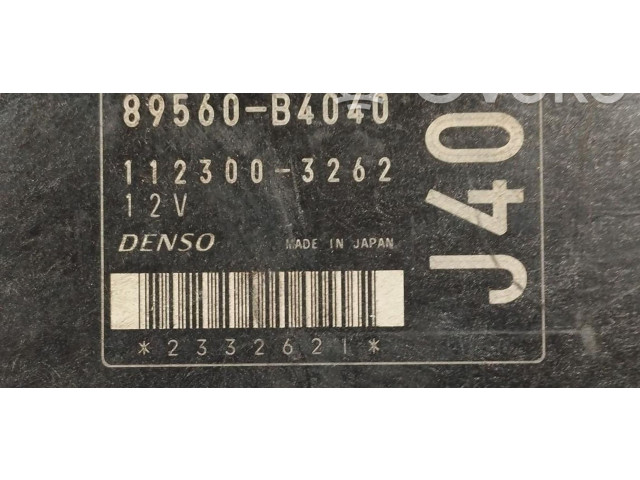 89560-B4040
112300-3262
12V
DENSO MADE IN JAPAN
*2332621*
J40